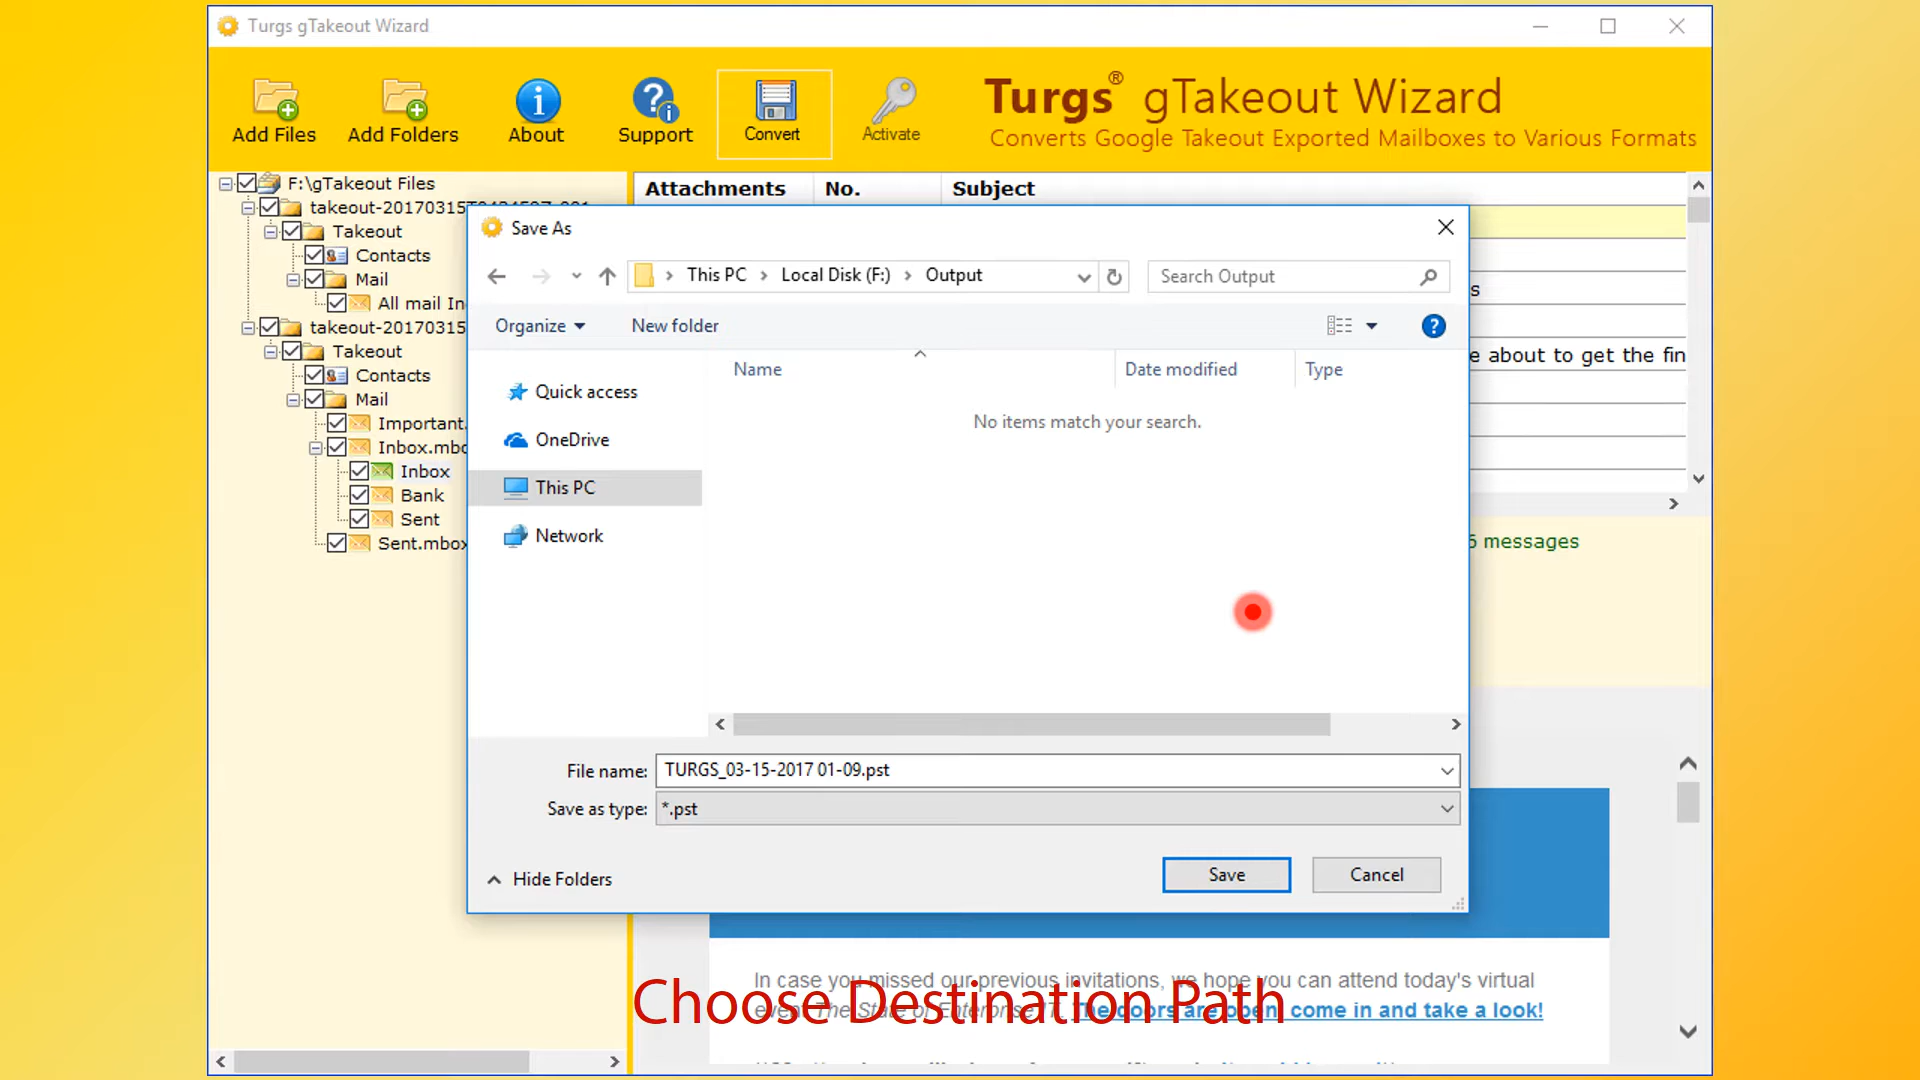 Turgs gTakeout Wizard
Add Files
Add Folders
About
Support
Convert
Activate
Turgs® gTakeout Wizard
Converts Google Takeout Exported Mailboxes to Various Formats
F:\gTakeout Files
Attachments No. Subject
Takeout
Contacts
Mail
All mail
takeout-20170315
Takeout
Contacts
Mail
Important.
Inbox
Bank
Sent
Sent.mbox
Save As
This PC > Local Disk (F:) > Output
Search Output
Organize
New folder
Name
Date modified
Type
No items match your search.
Quick access
OneDrive
This PC
Network
e about to get the fin
messages
File name: TURGS_03-15-2017 01-09.pst
Save as type: *.pst
Hide Folders
Save
Cancel
In case you missed our previous invitations, we hope you can attend today's virtual
come in and take a look!
Choose Destination Path